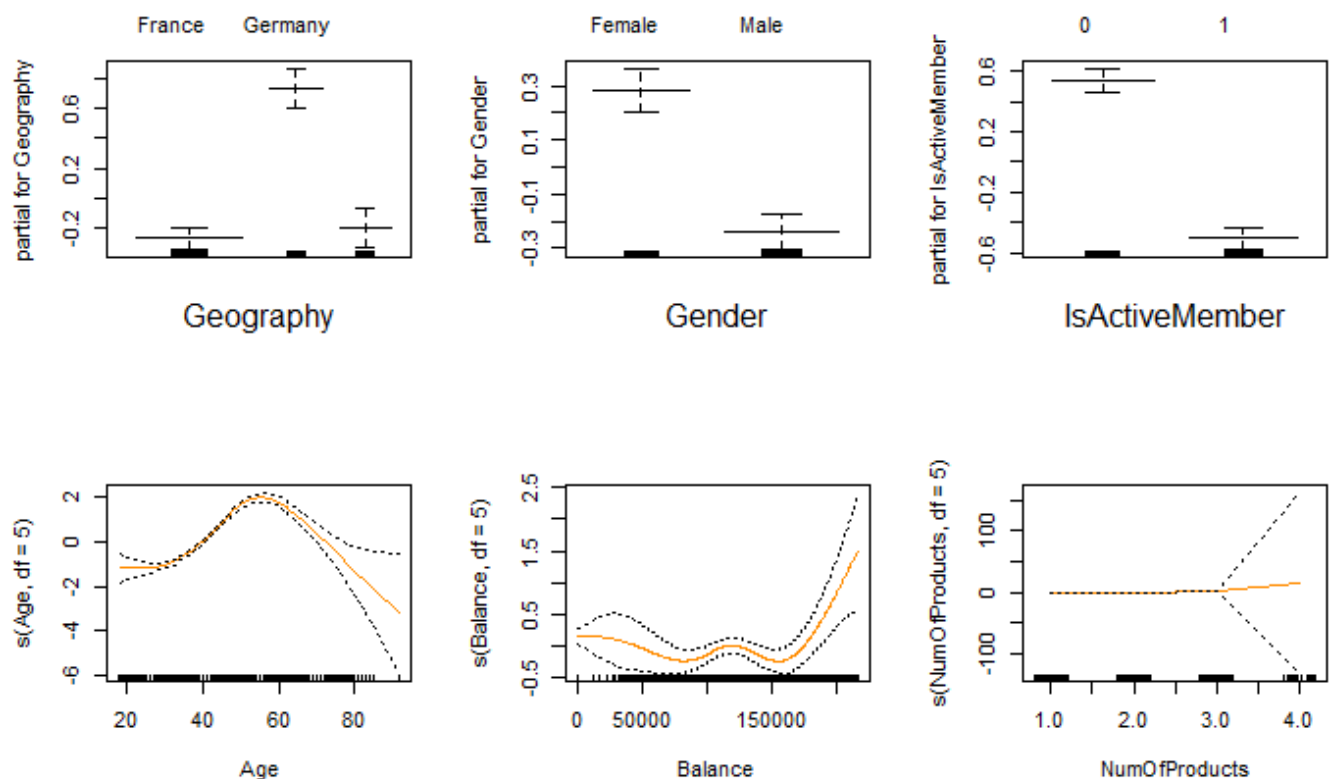 France Germany
partial for Geography
0.6
0.2
-0.2
Geography
Female Male
partial for Gender
0.3
0.1
-0.1
-0.3
Gender
0 1
partial for IsActiveMember
0.6
0.2
-0.2
-0.6
IsActiveMember
s(Age, df = 5)
2
0
-2
-4
-6
20 40 60 80
Age
s(Balance, df = 5)
2.5
1.5
0.5
-0.5
0 50000 150000
Balance
s(NumOfProducts, df = 5)
100
0
-100
1.0 2.0 3.0 4.0
NumOfProducts